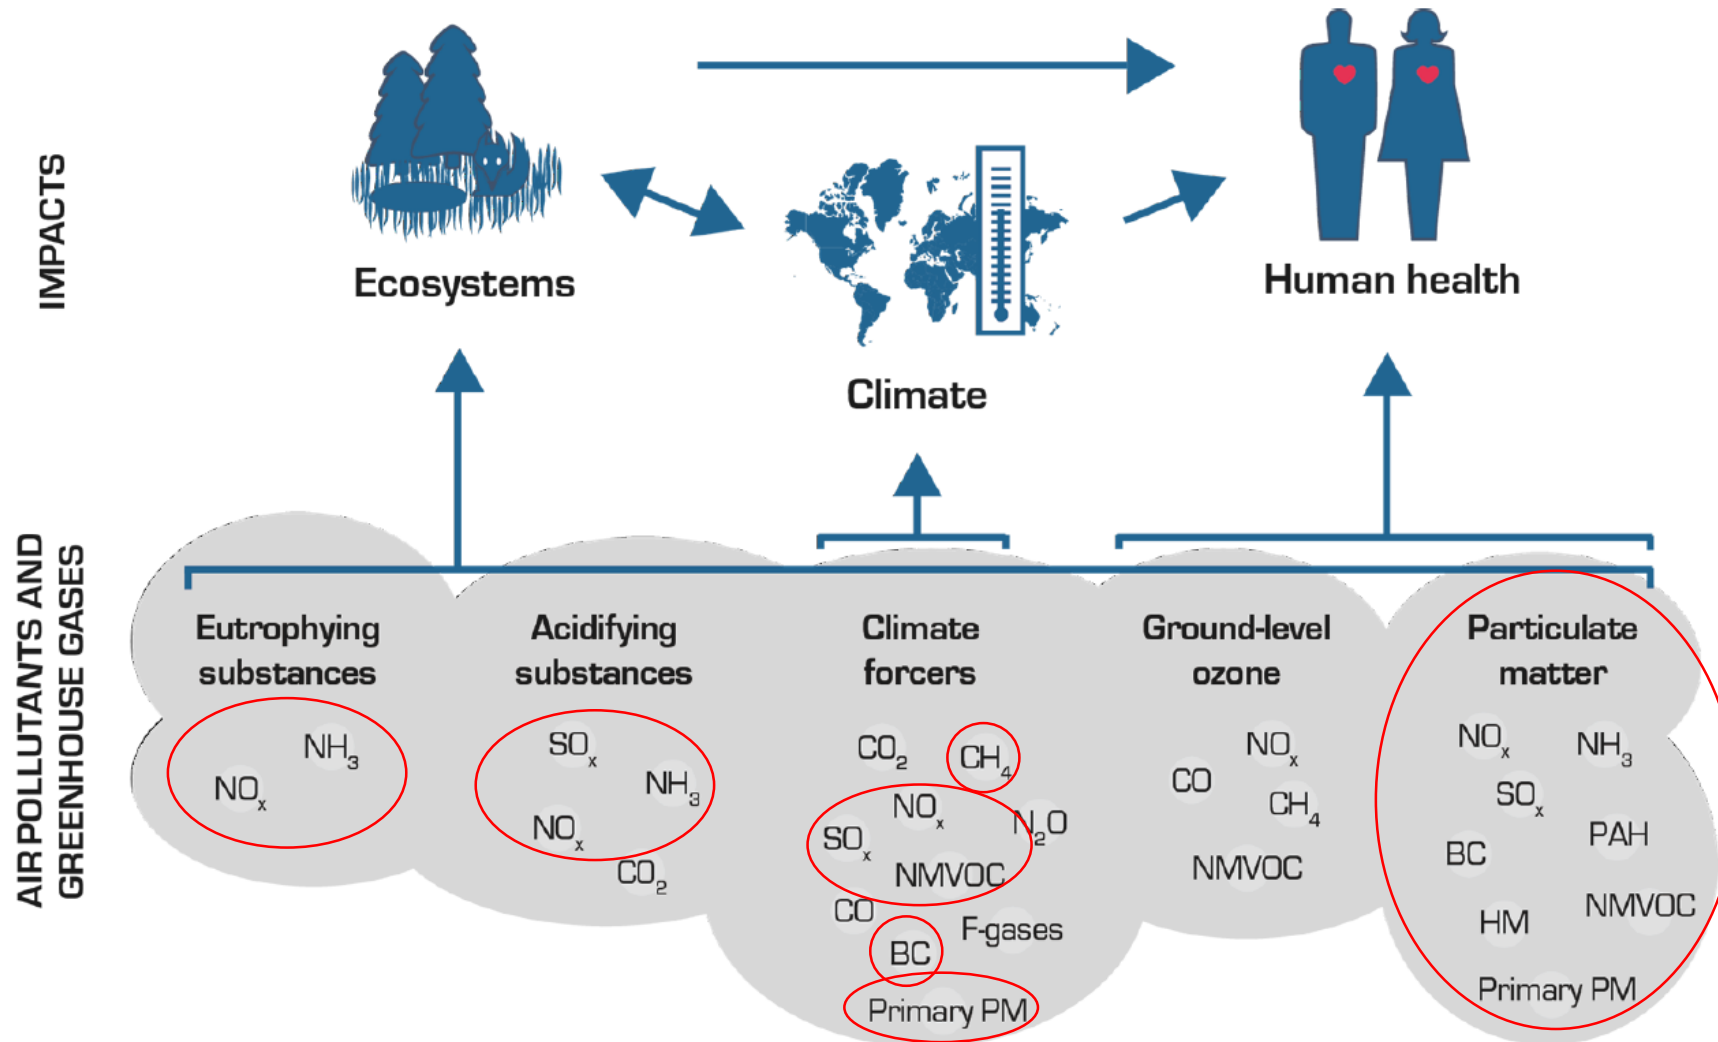 IMPACTS
Ecosystems
Climate
Human health
AIR POLLUTANTS AND
GREENHOUSE GASES
Eutrophying
substances
NH₃
NOₓ
Acidifying
substances
SOₓ
NH₃
NOₓ
CO₂
Climate
forcers
CO₂
CH₄
NOₓ
N₂O
SOₓ
NMVOC
CO
F-gases
BC
Primary PM
Ground-level
ozone
NOₓ
CO
CH₄
NMVOC
Particulate
matter
NOₓ
NH₃
SOₓ
PAH
BC
NMVOC
HM
Primary PM